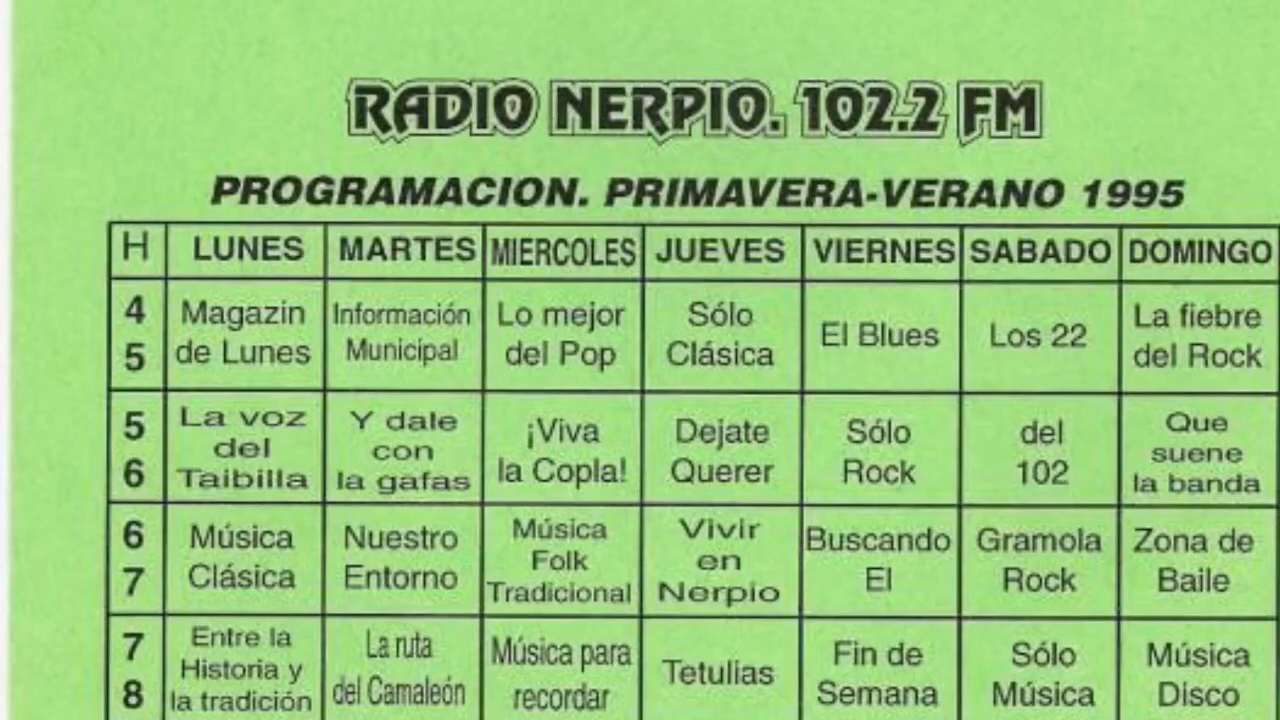 RADIO NERPIO. 102.2 FM
PROGRAMACION. PRIMAVERA-VERANO 1995
H LUNES MARTES MIERCOLES JUEVES VIERNES SABADO DOMINGO
4 Magazin Información Lo mejor Sólo El Blues Los 22 La fiebre
5 de Lunes Municipal del Pop Clásica del Rock
5 La voz Y dale ¡Viva Dejate Sólo del Que
del con suene
6 Taibilla la gafas la Copla! Querer Rock 102 la banda
6 Música Nuestro Música Vivir Buscando Gramola Zona de
Folk en
7 Clásica Entorno Tradicional Nerpio El Rock Baile
7 Entre la La ruta Música para Tetulias Fin de Sólo Música
Historia y
8 la tradición del Camaleón recordar Semana Música Disco